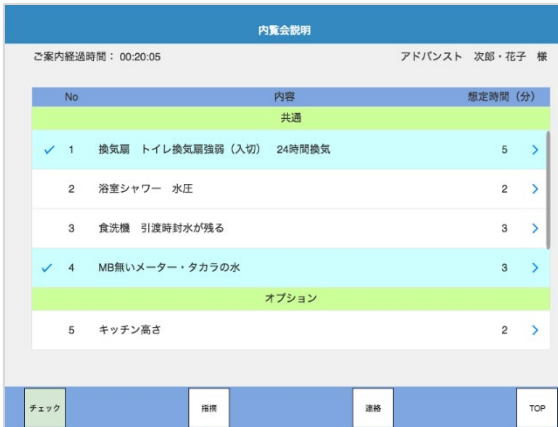 内覧会説明
ご案内経過時間： 00:20:05 アドバンスト 次郎・花子 様
No 内容 想定時間（分）
共通
✓ 1 換気扇 トイレ換気扇強弱（入切） 24時間換気 5 >
2 浴室シャワー 水圧 2 >
3 食洗機 引渡時封水が残る 3 >
✓ 4 MB無いメーター・タカラの水 3 >
オプション
5 キッチン高さ 2 >
チェック 指摘 連絡 TOP